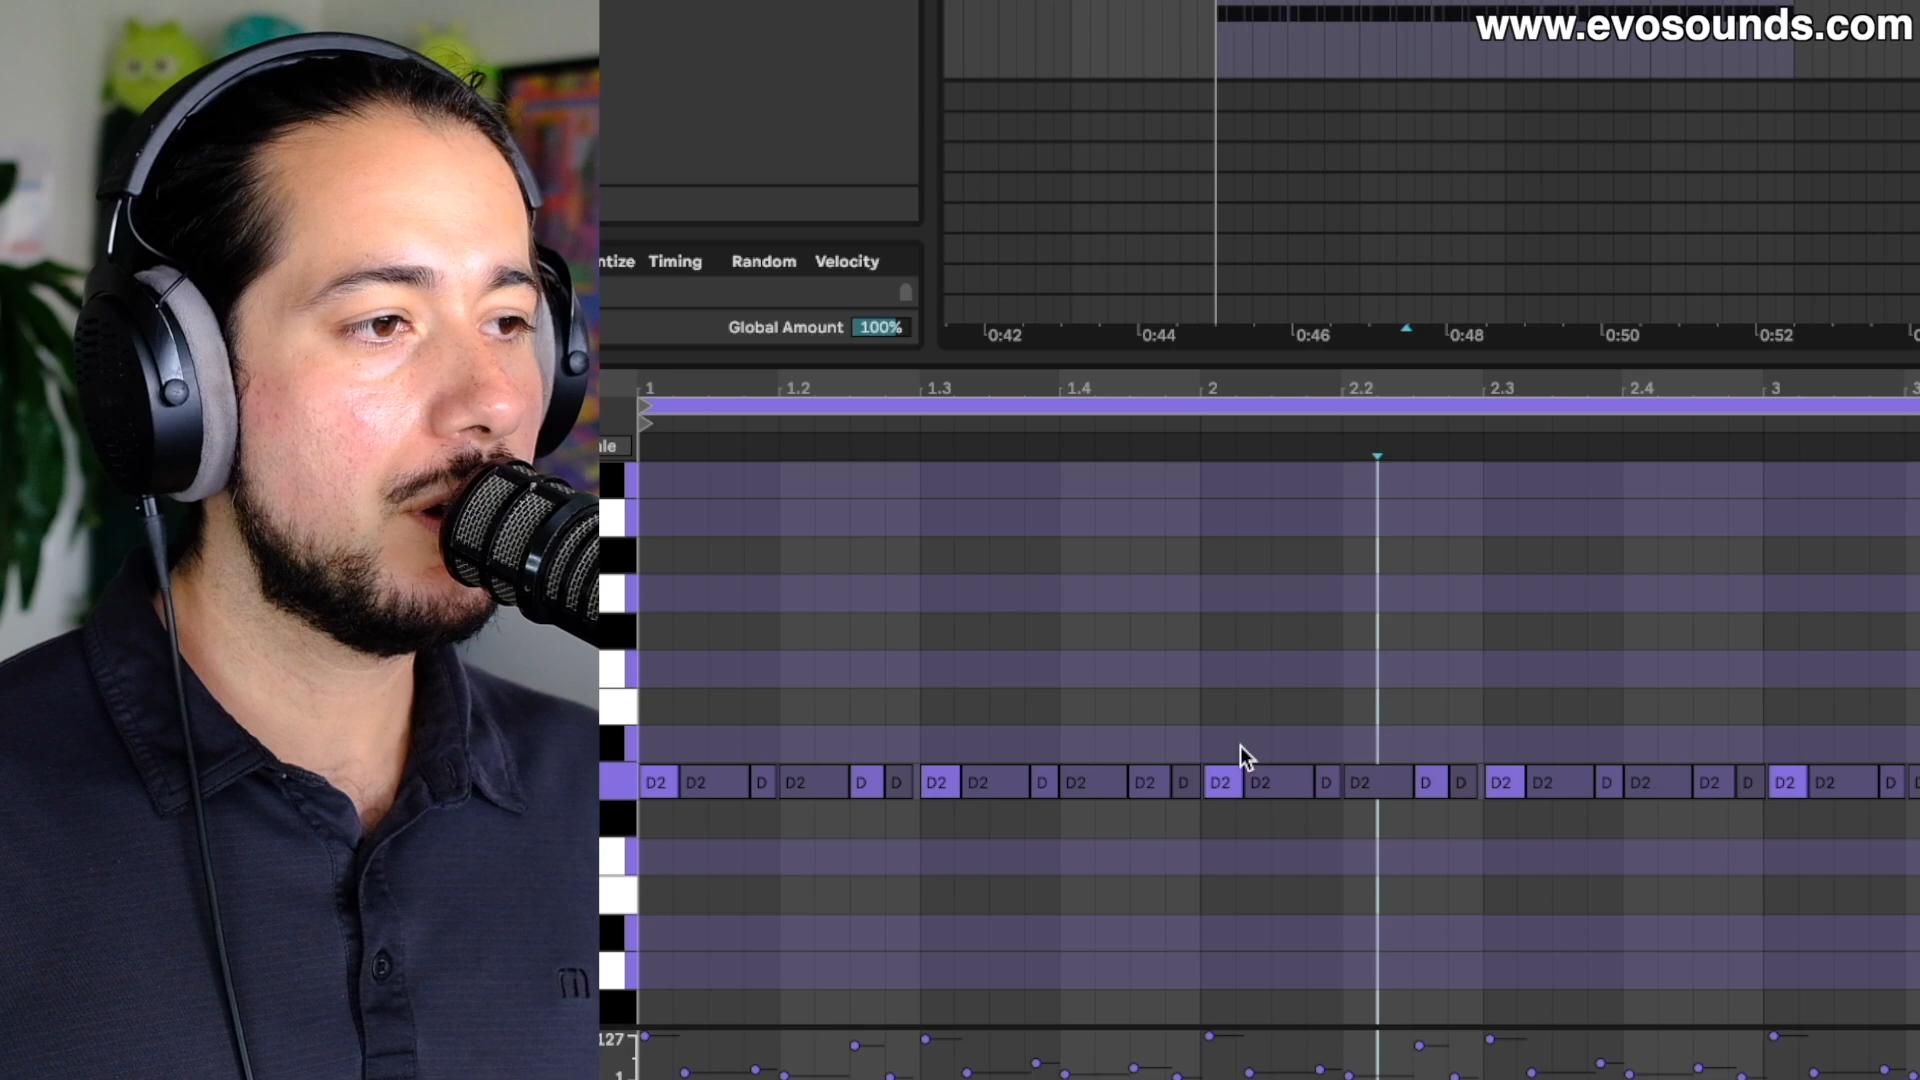 www.evosounds.com
ntize Timing Random Velocity
Global Amount 100%
0:42 0:44 0:46 0:48 0:50 0:52
1 1.2 1.3 1.4 2 2.2 2.3 2.4 3 3
ale
D2 D2 D D2 D D D2 D2 D D2 D2 D D2 D2 D D2 D D D2 D2 D D2 D2 D D2 D2 D
m
127
1